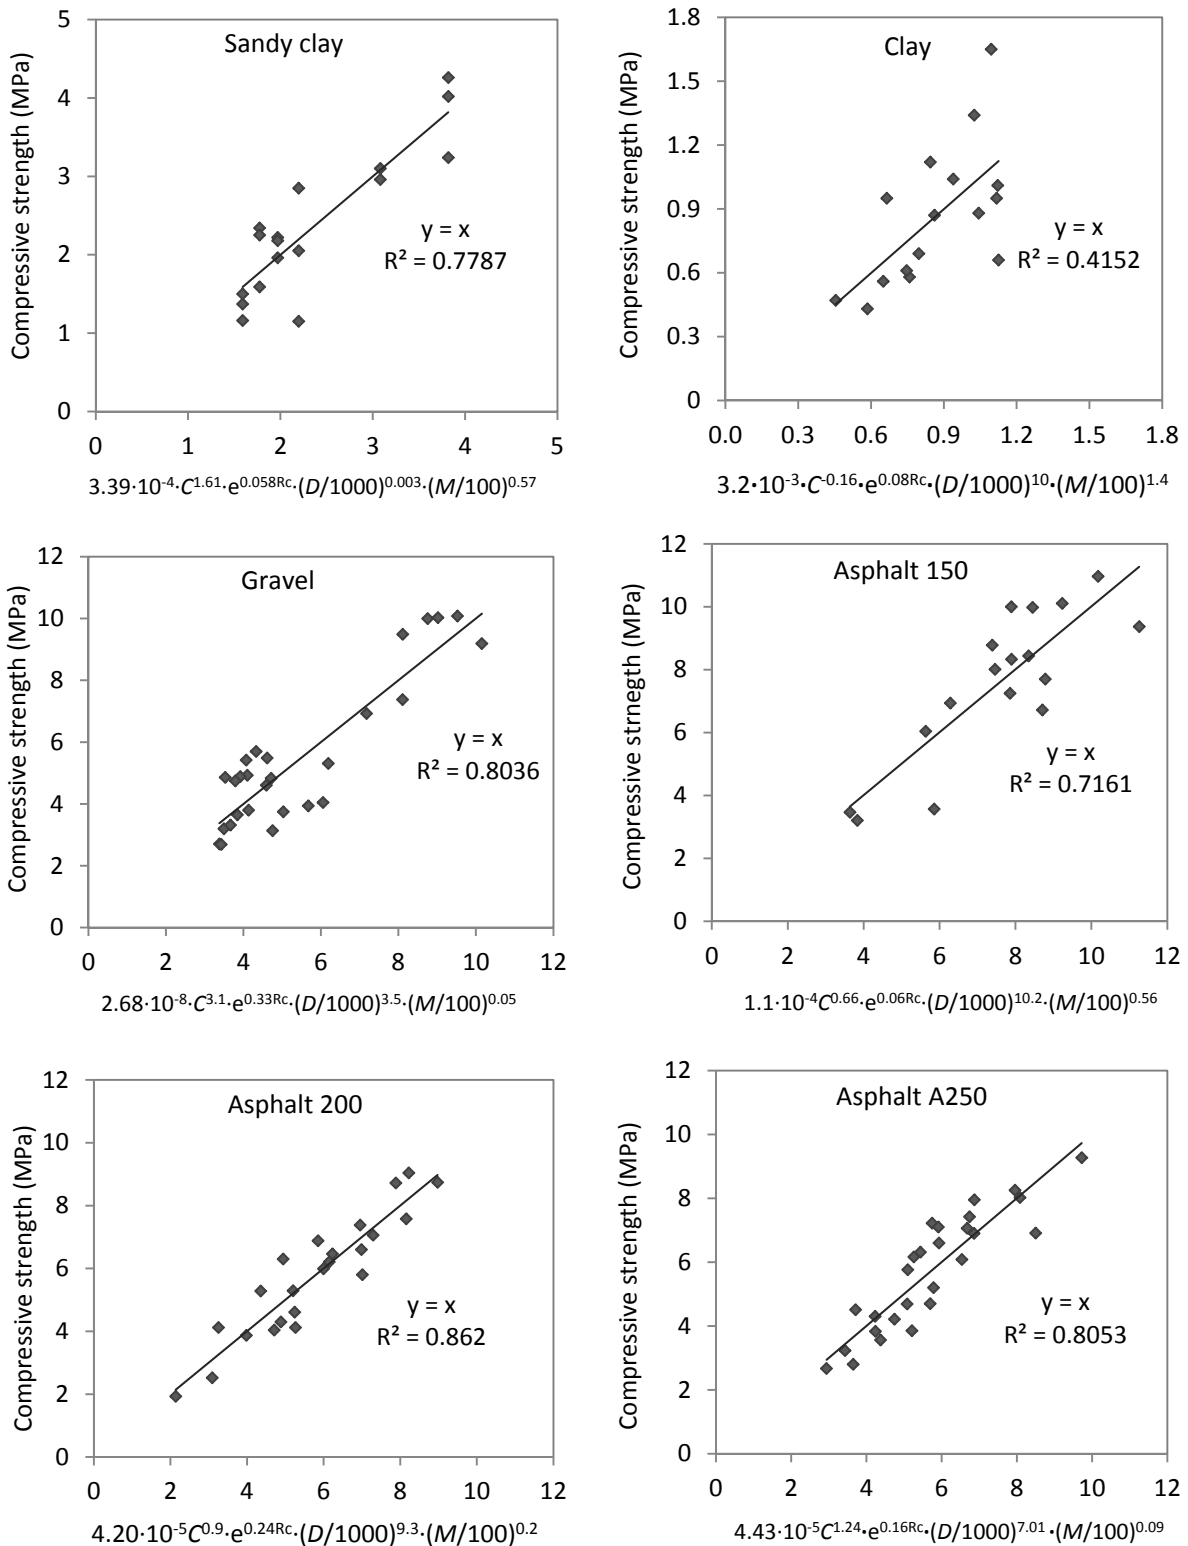 Sandy clay
Compressive strength (MPa)
5
4
3
2
1
0
y = x
R² = 0.7787
0 1 2 3 4 5
3.39·10⁻⁴·C^1.61·e^0.058Rc·(D/1000)^0.003·(M/100)^0.57
Clay
Compressive strength (MPa)
1.8
1.5
1.2
0.9
0.6
0.3
0
y = x
R² = 0.4152
0.0 0.3 0.6 0.9 1.2 1.5 1.8
3.2·10⁻³·C^-0.16·e^0.08Rc·(D/1000)^10·(M/100)^1.4
Gravel
Compressive strength (MPa)
12
10
8
6
4
2
0
y = x
R² = 0.8036
0 2 4 6 8 10 12
2.68·10⁻⁸·C^3.1·e^0.33Rc·(D/1000)^3.5·(M/100)^0.05
Asphalt 150
Compressive strnegth (MPa)
12
10
8
6
4
2
0
y = x
R² = 0.7161
0 2 4 6 8 10 12
1.1·10⁻⁴C^0.66·e^0.06Rc·(D/1000)^10.2·(M/100)^0.56
Asphalt 200
Compressive strength (MPa)
12
10
8
6
4
2
0
y = x
R² = 0.862
0 2 4 6 8 10 12
4.20·10⁻⁵C^0.9·e^0.24Rc·(D/1000)^9.3·(M/100)^0.2
Asphalt A250
Compressive strength (MPa)
12
10
8
6
4
2
0
y = x
R² = 0.8053
0 2 4 6 8 10 12
4.43·10⁻⁵C^1.24·e^0.16Rc·(D/1000)^7.01·(M/100)^0.09